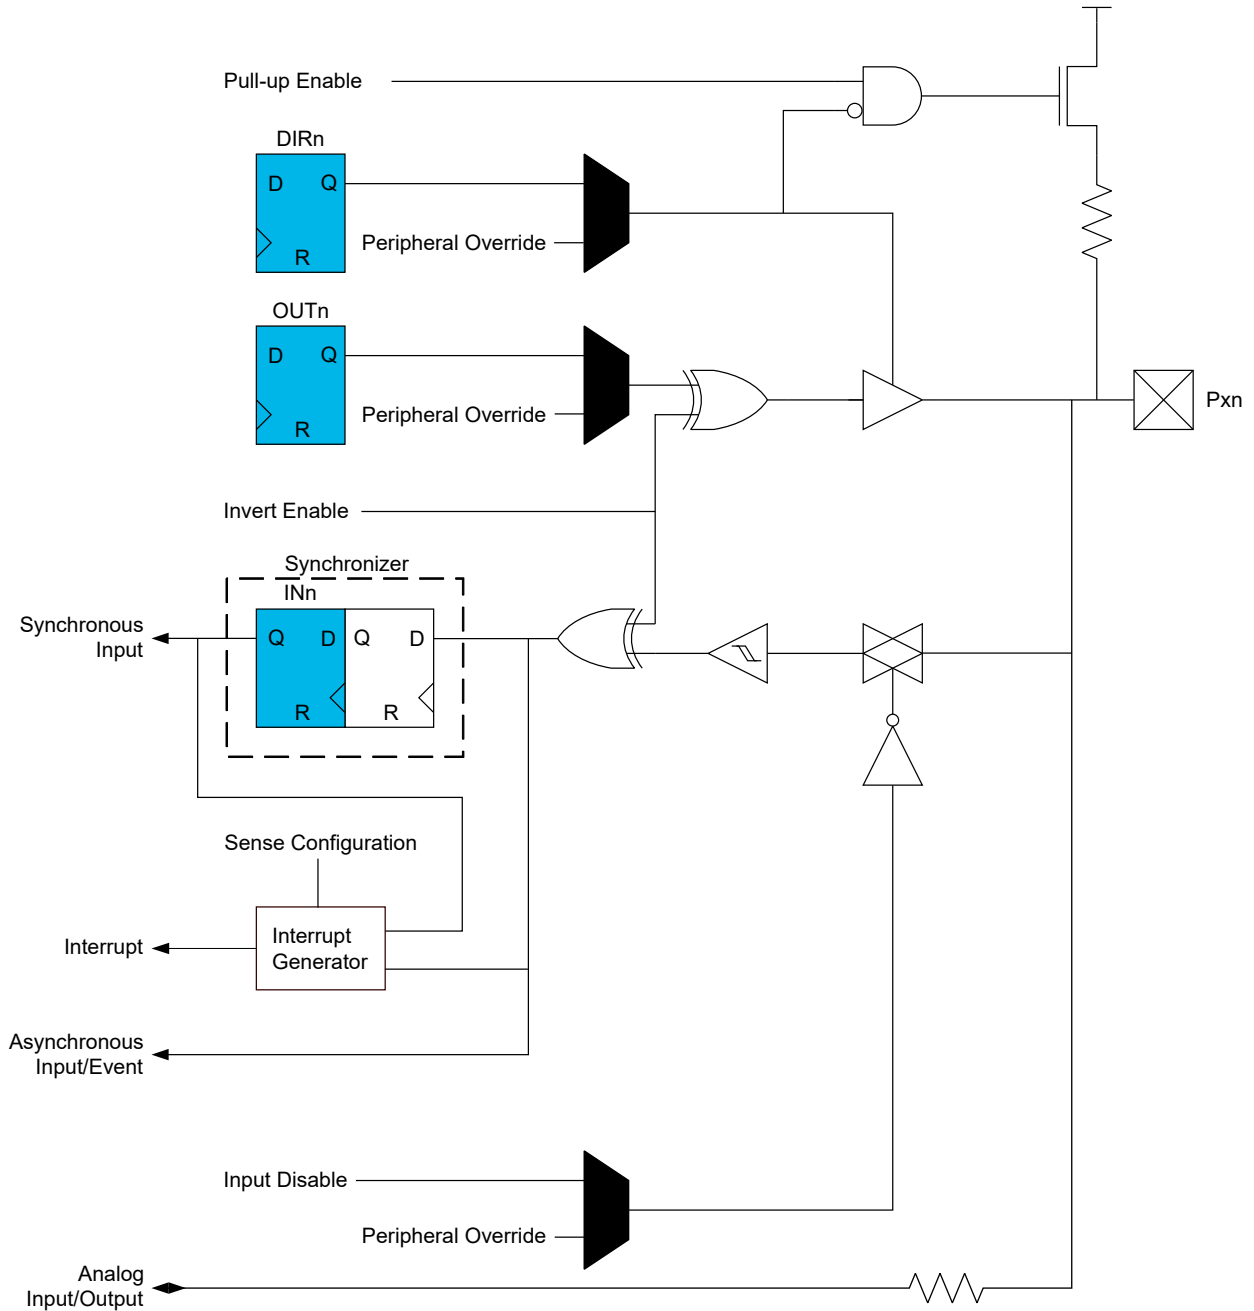 Pull-up Enable
DIRn
D Q
Peripheral Override
R
OUTn
D Q
Pxn
Peripheral Override
R
Invert Enable
Synchronizer
INn
Synchronous
Input
Q D Q D
R R
Sense Configuration
Interrupt
Interrupt
Generator
Asynchronous
Input/Event
Input Disable
Peripheral Override
Analog
Input/Output